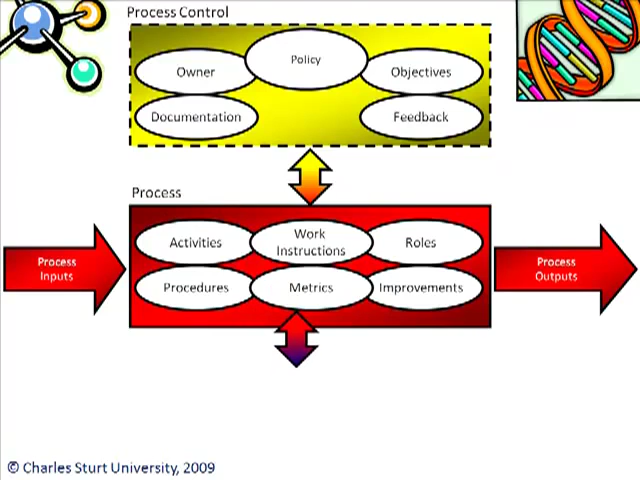 Process Control
Policy
Owner
Objectives
Documentation
Feedback
Process
Activities
Work
Instructions
Roles
Procedures
Metrics
Improvements
Process
Inputs
Process
Outputs
© Charles Sturt University, 2009